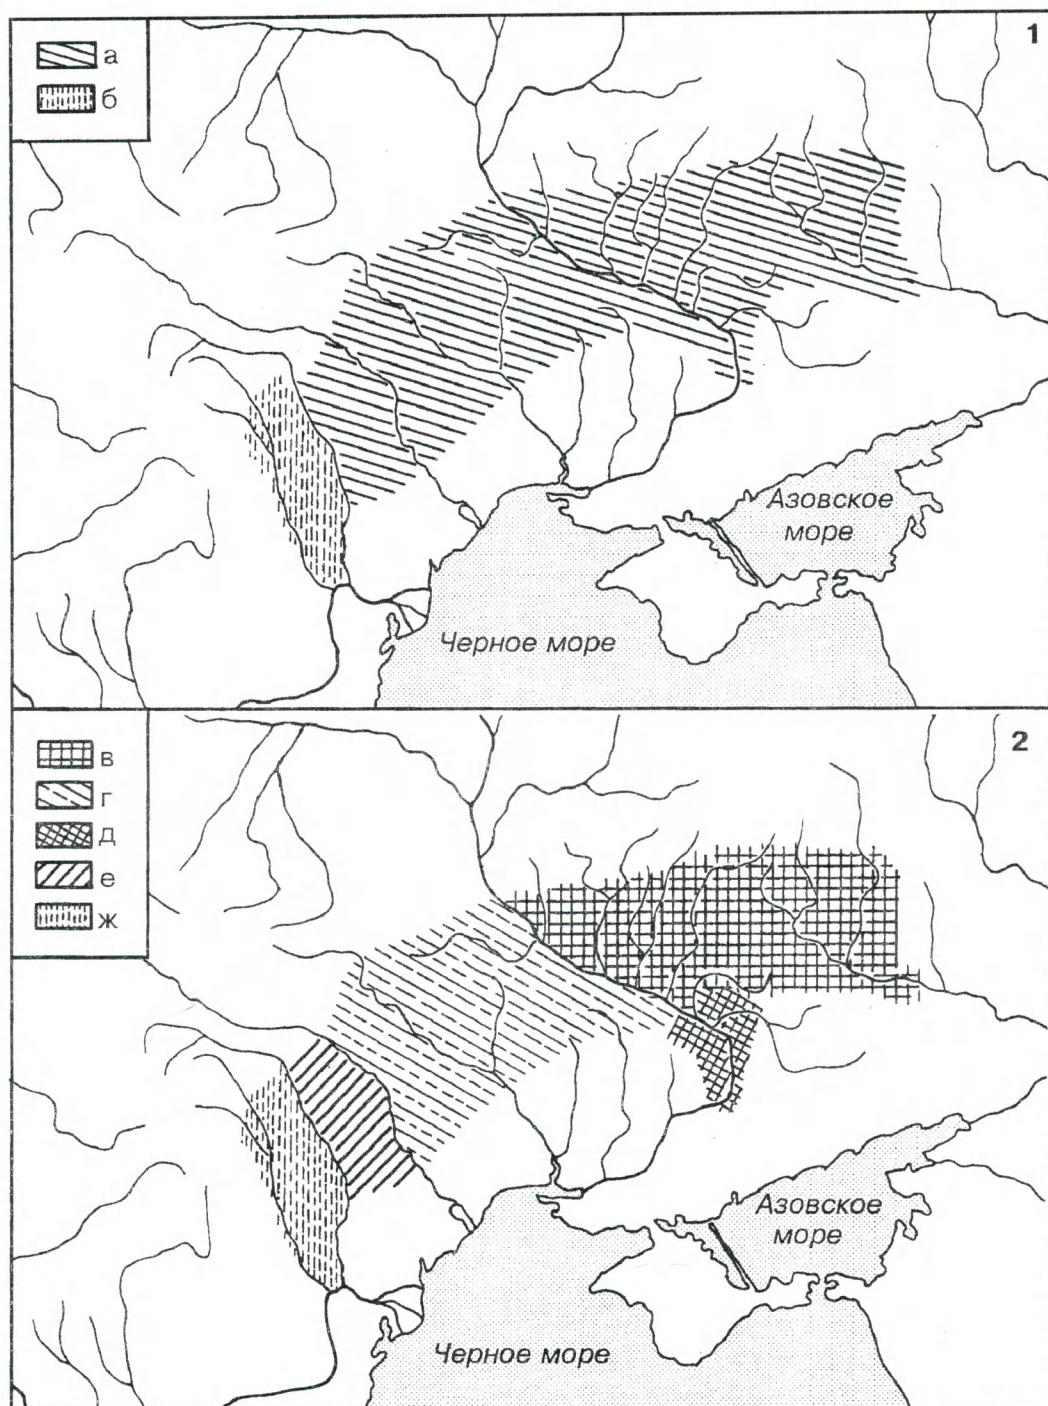 1
а
б
Азовское
море
Черное море
2
в
г
д
е
ж
Азовское
море
Черное море